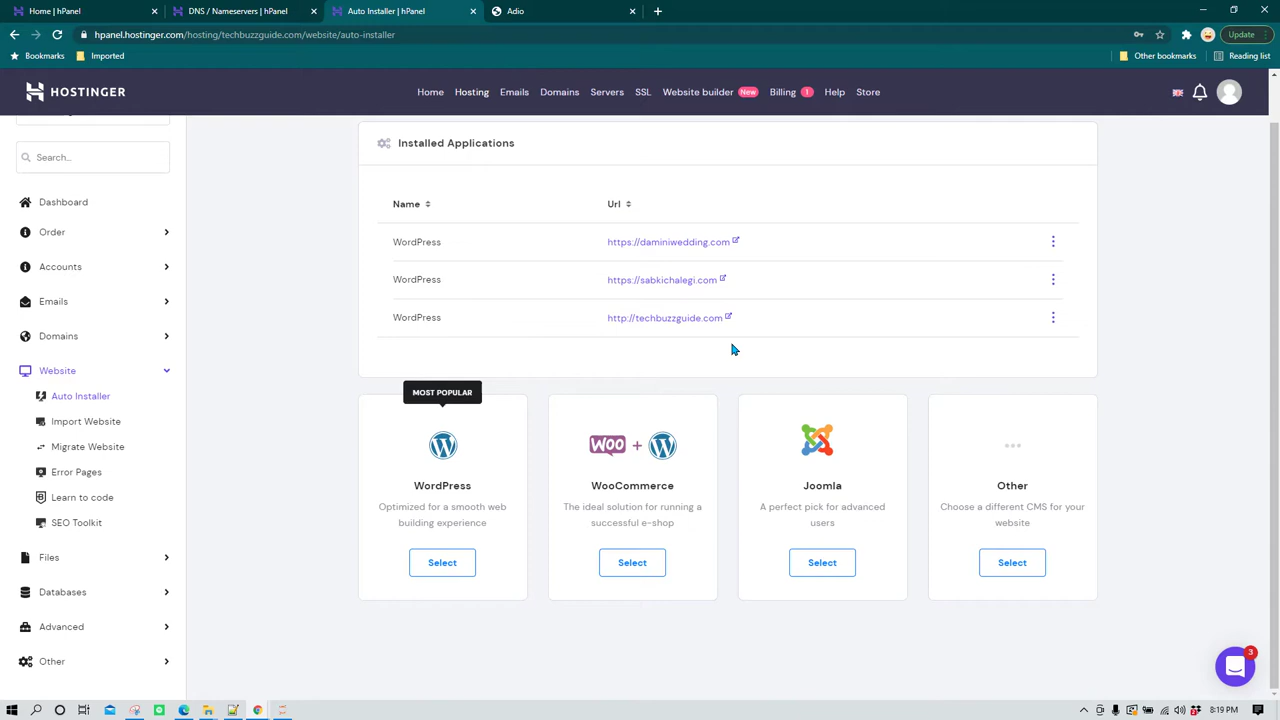 Home | hPanel
DNS / Nameservers | hPanel
Auto Installer | hPanel
Adio
hpanel.hostinger.com/hosting/techbuzzguide.com/website/auto-installer
Update
Bookmarks
Imported
Other bookmarks
Reading list
HOSTINGER
Home
Hosting
Emails
Domains
Servers
SSL
Website builder New
Billing 1
Help
Store
Search...
Dashboard
Order
Accounts
Emails
Domains
Website
Auto Installer
Import Website
Migrate Website
Error Pages
Learn to code
SEO Toolkit
Files
Databases
Advanced
Other
Installed Applications
Name
Url
WordPress
https://daminiwedding.com
WordPress
https://sabkichalegi.com
WordPress
http://techbuzzguide.com
MOST POPULAR
WordPress
Optimized for a smooth web
building experience
Select
WOO +
WooCommerce
The ideal solution for running a
successful e-shop
Select
Joomla
A perfect pick for advanced
users
Select
Other
Choose a different CMS for your
website
Select
3
8:19 PM